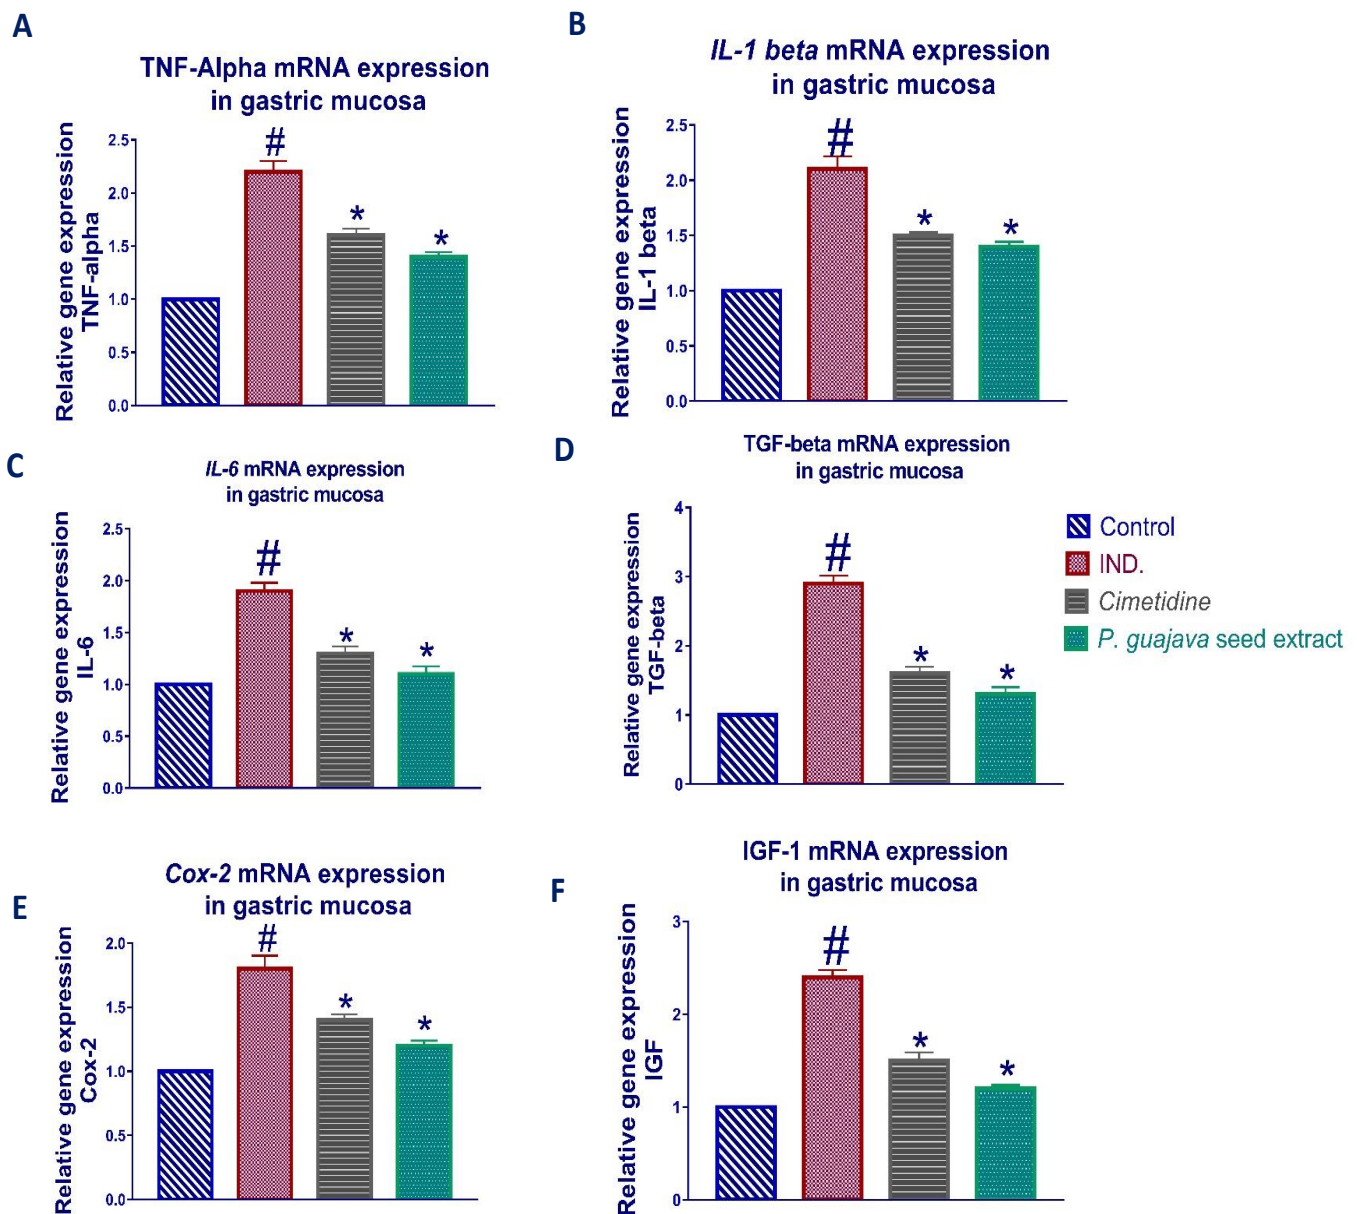 A
TNF-Alpha mRNA expression
in gastric mucosa
Relative gene expression
TNF-alpha
2.5
2.0
1.5
1.0
0.5
0.0
#
*
*
B
IL-1 beta mRNA expression
in gastric mucosa
Relative gene expression
IL-1 beta
2.5
2.0
1.5
1.0
0.5
0.0
#
*
*
C
IL-6 mRNA expression
in gastric mucosa
Relative gene expression
IL-6
2.5
2.0
1.5
1.0
0.5
0.0
#
*
*
D
TGF-beta mRNA expression
in gastric mucosa
Relative gene expression
TGF-beta
4
3
2
1
0
#
*
*
Control
IND.
Cimetidine
P. guajava seed extract
E
Cox-2 mRNA expression
in gastric mucosa
Relative gene expression
Cox-2
2.0
1.5
1.0
0.5
0.0
#
*
*
F
IGF-1 mRNA expression
in gastric mucosa
Relative gene expression
IGF
3
2
1
0
#
*
*